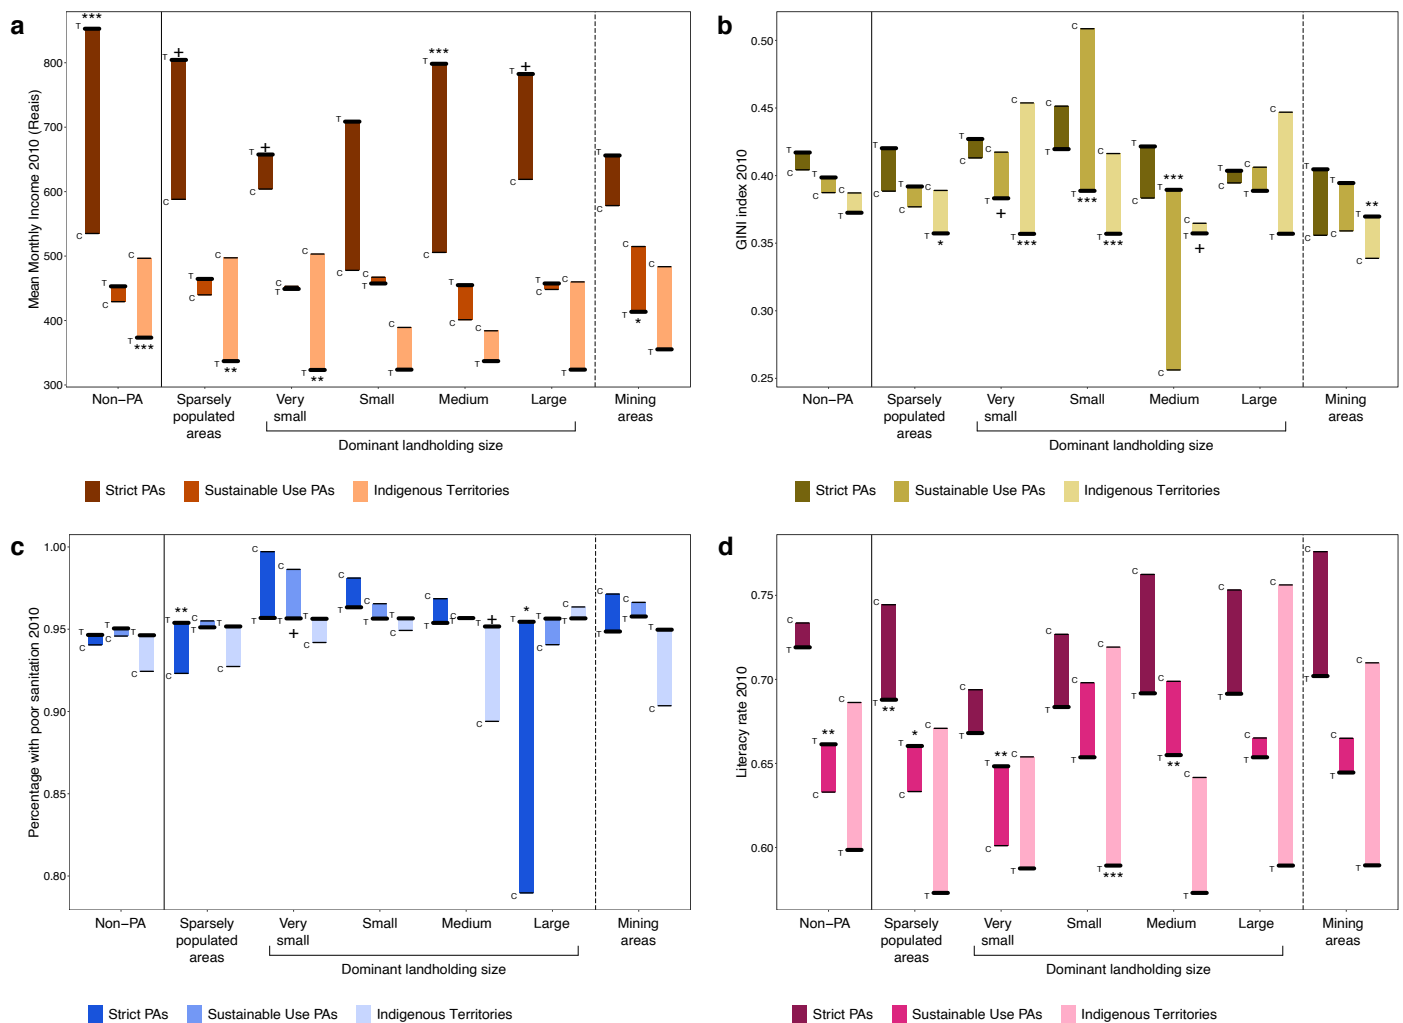 a
Mean Monthly Income 2010 (Reais)
800
700
600
500
400
300
Non–PA
Sparsely populated areas
Very small
Small
Medium
Large
Mining areas
Dominant landholding size
Strict PAs
Sustainable Use PAs
Indigenous Territories
T
C
***
+
**
*
b
GINI index 2010
0.50
0.45
0.40
0.35
0.30
0.25
Non–PA
Sparsely populated areas
Very small
Small
Medium
Large
Mining areas
Dominant landholding size
Strict PAs
Sustainable Use PAs
Indigenous Territories
T
C
*
+
***
**
c
Percentage with poor sanitation 2010
1.00
0.95
0.90
0.85
0.80
Non–PA
Sparsely populated areas
Very small
Small
Medium
Large
Mining areas
Dominant landholding size
Strict PAs
Sustainable Use PAs
Indigenous Territories
T
C
**
+
*
d
Literacy rate 2010
0.75
0.70
0.65
0.60
Non–PA
Sparsely populated areas
Very small
Small
Medium
Large
Mining areas
Dominant landholding size
Strict PAs
Sustainable Use PAs
Indigenous Territories
T
C
**
*
***